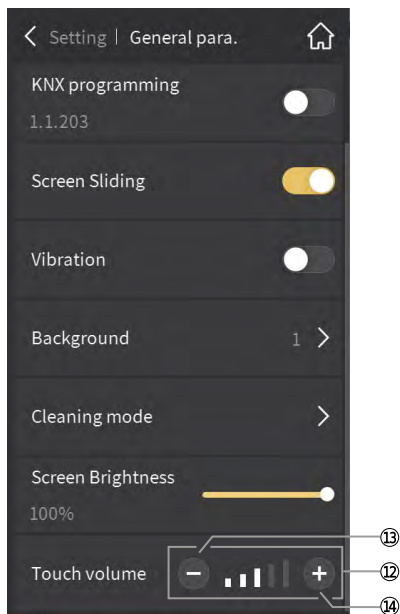 Setting | General para.
KNX programming
1.1.203
Screen Sliding
Vibration
Background 1
Cleaning mode
Screen Brightness
100%
⑬
Touch volume − + ⑫
⑭